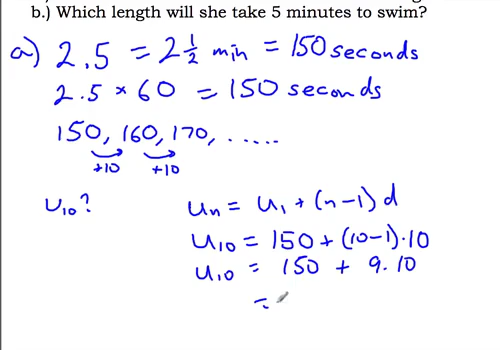 b.) Which length will she take 5 minutes to swim?
a) 2.5 = 2 1/2 min = 150 seconds
2.5 × 60 = 150 seconds
150, 160, 170, .....
+10 +10
U10? Un = U1 + (n-1) d
U10 = 150 + (10-1)·10
U10 = 150 + 9·10
=